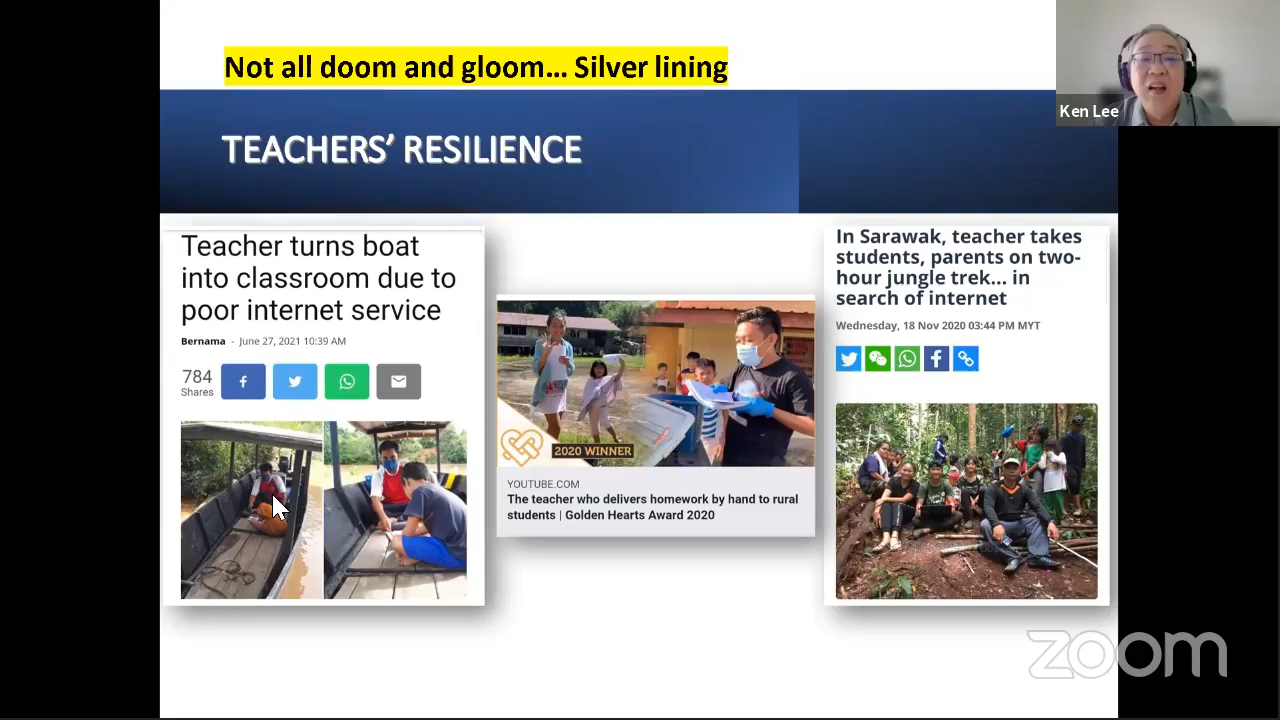 Not all doom and gloom… Silver lining
Ken Lee
TEACHERS’ RESILIENCE
Teacher turns boat
into classroom due to
poor internet service
Bernama - June 27, 2021 10:39 AM
784
Shares
2020 WINNER
YOUTUBE.COM
The teacher who delivers homework by hand to rural
students | Golden Hearts Award 2020
In Sarawak, teacher takes
students, parents on two-
hour jungle trek... in
search of internet
Wednesday, 18 Nov 2020 03:44 PM MYT
zoom